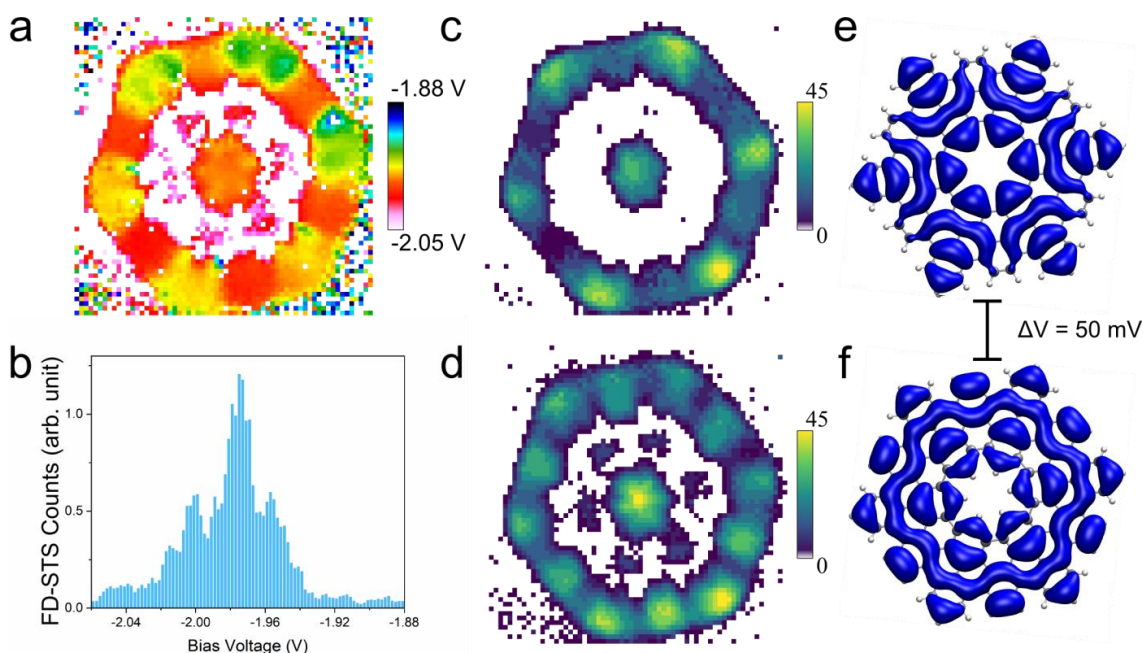 a
-1.88 V
-2.05 V
b
FD-STS Counts (arb. unit)
1.0
0.5
0.0
-2.04
-2.00
-1.96
-1.92
-1.88
Bias Voltage (V)
c
45
0
d
45
0
e
ΔV = 50 mV
f